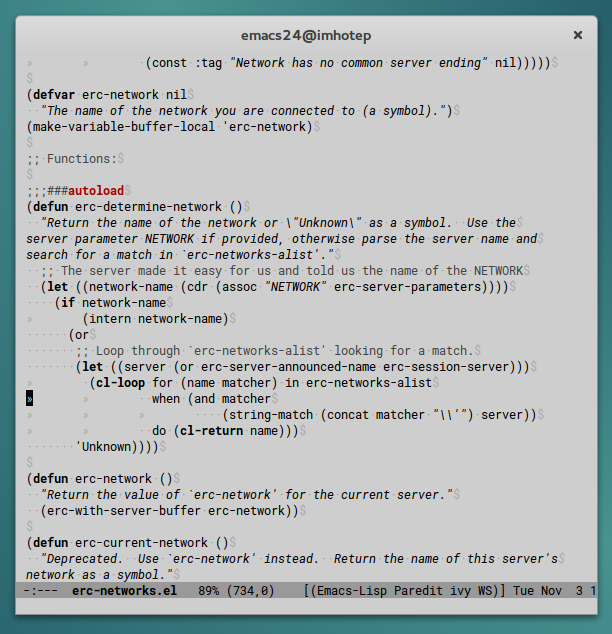 emacs24@imhotep
» » (const :tag "Network has no common server ending" nil)))))$
$
(defvar erc-network nil$
··"The·name·of·the·network·you·are·connected·to·(a·symbol).")$
(make-variable-buffer-local 'erc-network)$
$
;; Functions:$
$
;;;###autoload$
(defun erc-determine-network ()$
"Return the name of the network or \"Unknown\" as a symbol. Use the$
server parameter NETWORK if provided, otherwise parse the server name and$
search for a match in `erc-networks-alist'."$
;; The server made it easy for us and told us the name of the NETWORK$
(let ((network-name (cdr (assoc "NETWORK" erc-server-parameters))))$
(if network-name$
» (intern network-name)$
(or$
;; Loop through `erc-networks-alist' looking for a match.$
(let ((server (or erc-server-announced-name erc-session-server)))$
» » (cl-loop for (name matcher) in erc-networks-alist$
» » » when (and matcher$
» » » » (string-match (concat matcher "\\'") server))$
» » » do (cl-return name)))$
'Unknown))))$
$
(defun erc-network ()$
"Return the value of `erc-network' for the current server."$
(erc-with-server-buffer erc-network))$
$
(defun erc-current-network ()$
"Deprecated. Use `erc-network' instead. Return the name of this server's$
network as a symbol."$
-:--- erc-networks.el 89% (734,0) [(Emacs-Lisp Paredit ivy WS)] Tue Nov 3 1